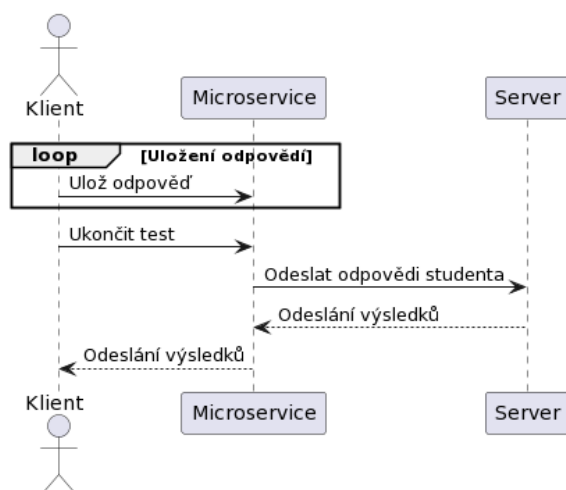 Klient
Microservice
Server
loop [Uložení odpovědí]
Ulož odpověď
Ukončit test
Odeslat odpovědi studenta
Odeslání výsledků
Odeslání výsledků
Klient
Microservice
Server